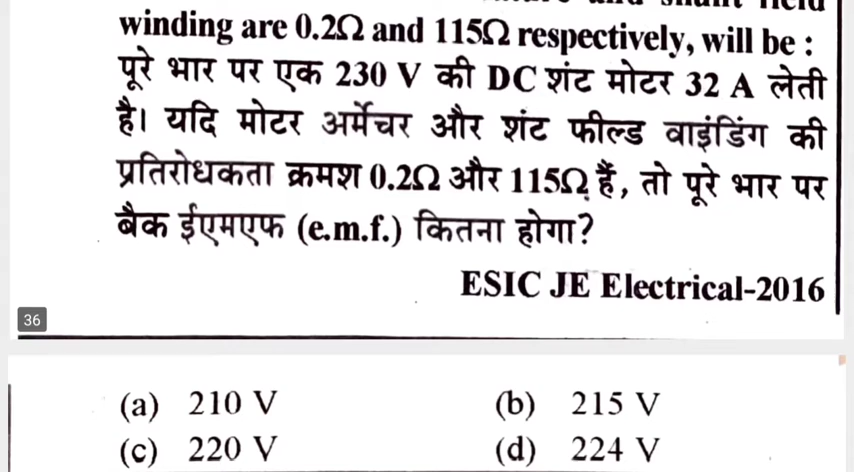 winding are 0.2Ω and 115Ω respectively, will be :
पूरे भार पर एक 230 V की DC शंट मोटर 32 A लेती
है। यदि मोटर अर्मेचर और शंट फील्ड वाइंडिंग की
प्रतिरोधकता क्रमश 0.2Ω और 115Ω हैं, तो पूरे भार पर
बैक ईएमएफ (e.m.f.) कितना होगा?
ESIC JE Electrical-2016
36
(a) 210 V (b) 215 V
(c) 220 V (d) 224 V